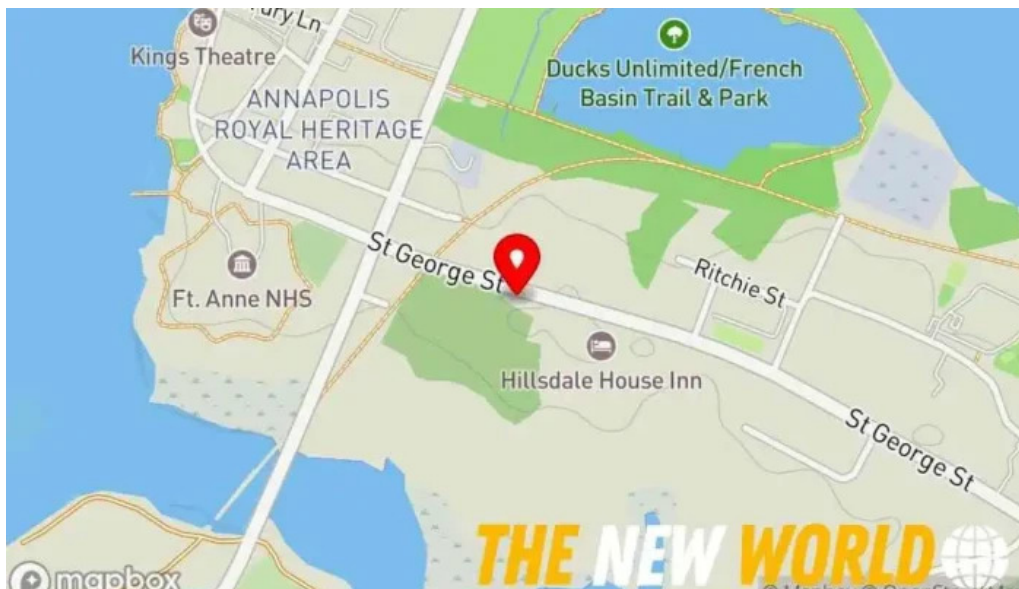 Kings Theatre
Ducks Unlimited/French
Basin Trail & Park
ANNAPOLIS
ROYAL HERITAGE
AREA
St George St
Ritchie St
Ft. Anne NHS
Hillsdale House Inn
St George St
THE NEW WORLD
mapbox